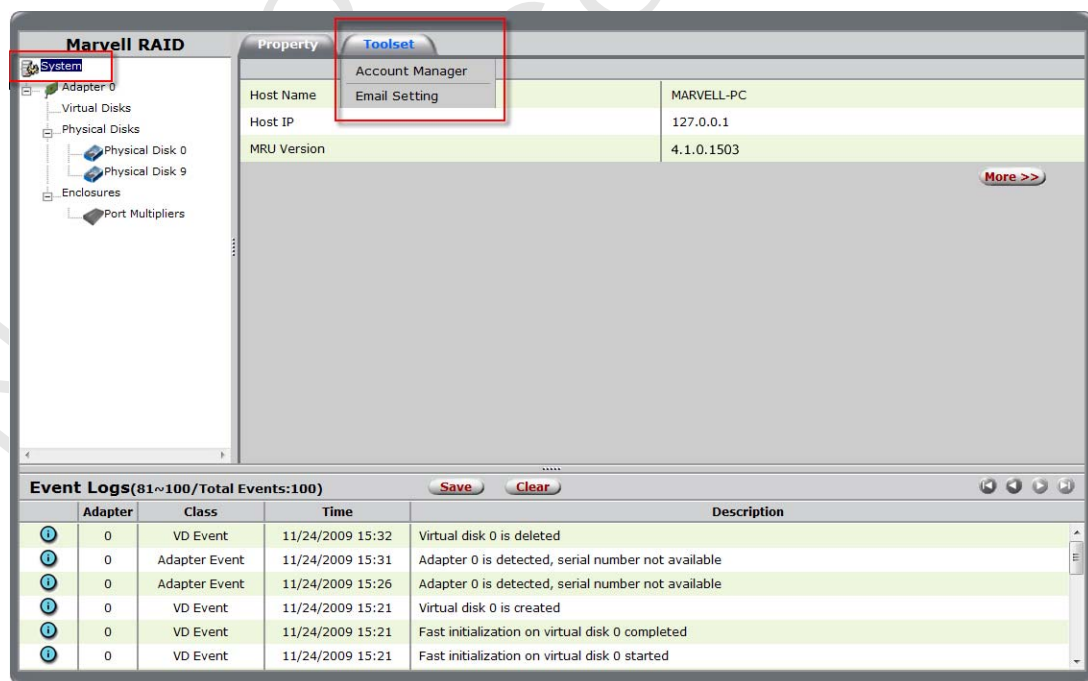 Marvell RAID
Property
Toolset
System
Adapter 0
Virtual Disks
Physical Disks
Physical Disk 0
Physical Disk 9
Enclosures
Port Multipliers
Account Manager
Email Setting
Host Name MARVELL-PC
Host IP 127.0.0.1
MRU Version 4.1.0.1503
More >>
Event Logs(81~100/Total Events:100) Save Clear
Adapter Class Time Description
0 VD Event 11/24/2009 15:32 Virtual disk 0 is deleted
0 Adapter Event 11/24/2009 15:31 Adapter 0 is detected, serial number not available
0 Adapter Event 11/24/2009 15:26 Adapter 0 is detected, serial number not available
0 VD Event 11/24/2009 15:21 Virtual disk 0 is created
0 VD Event 11/24/2009 15:21 Fast initialization on virtual disk 0 completed
0 VD Event 11/24/2009 15:21 Fast initialization on virtual disk 0 started